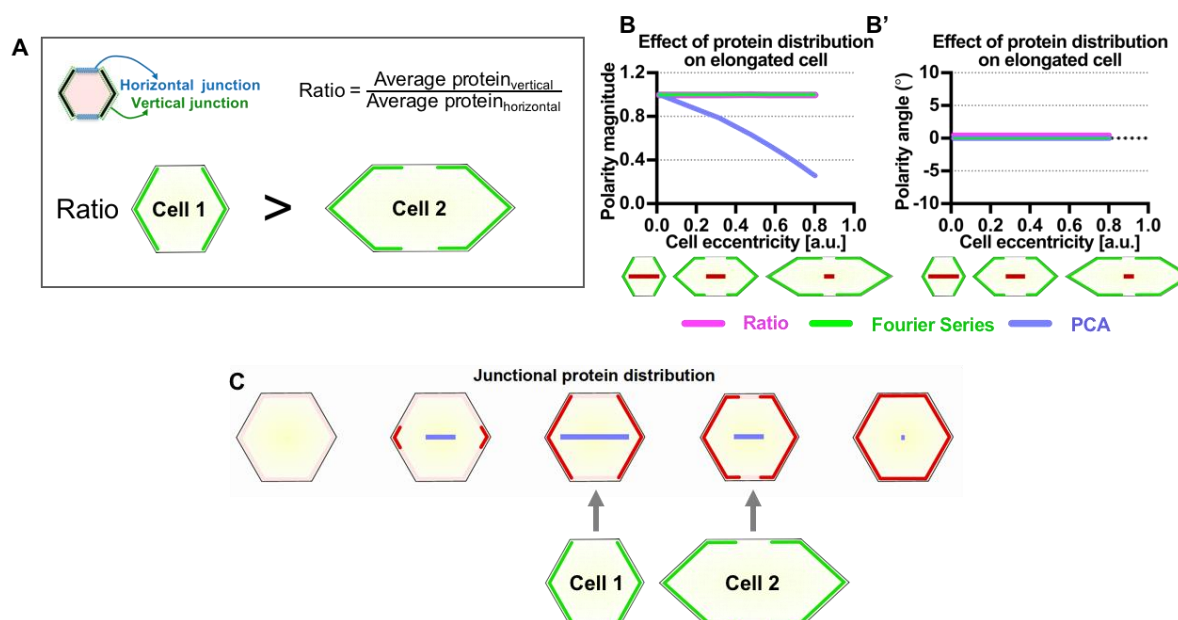 A
Horizontal junction
Vertical junction
Ratio = Average protein vertical / Average protein horizontal
Ratio Cell 1 > Cell 2
B
Effect of protein distribution
on elongated cell
Polarity magnitude
1.2
0.8
0.4
0.0
0.0 0.2 0.4 0.6 0.8 1.0
Cell eccentricity [a.u.]
B’
Effect of protein distribution
on elongated cell
Polarity angle (°)
10
5
0
-5
-10
0.0 0.2 0.4 0.6 0.8 1.0
Cell eccentricity [a.u.]
Ratio Fourier Series PCA
C
Junctional protein distribution
Cell 1 Cell 2